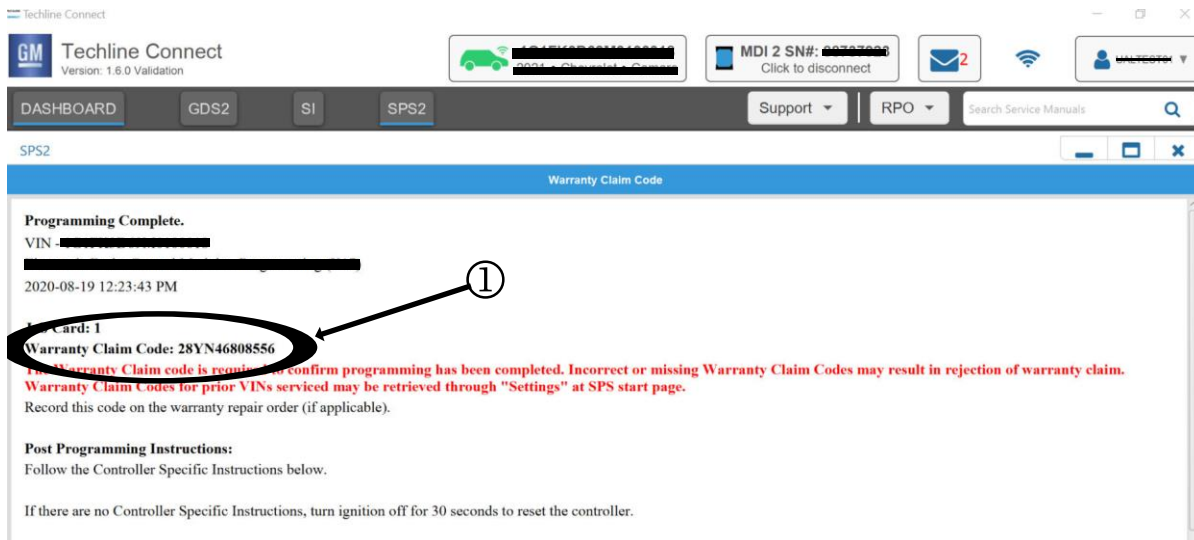 Techline Connect
GM
Techline Connect
Version: 1.6.0 Validation
2021 • Chevrolet • Camaro
MDI 2 SN#:
Click to disconnect
2
DASHBOARD
GDS2
SI
SPS2
Support
RPO
Search Service Manuals
SPS2
Warranty Claim Code
Programming Complete.
VIN -
2020-08-19 12:23:43 PM
①
Card: 1
Warranty Claim Code: 28YN46808556
The Warranty Claim code is required to confirm programming has been completed. Incorrect or missing Warranty Claim Codes may result in rejection of warranty claim.
Warranty Claim Codes for prior VINs serviced may be retrieved through "Settings" at SPS start page.
Record this code on the warranty repair order (if applicable).
Post Programming Instructions:
Follow the Controller Specific Instructions below.
If there are no Controller Specific Instructions, turn ignition off for 30 seconds to reset the controller.